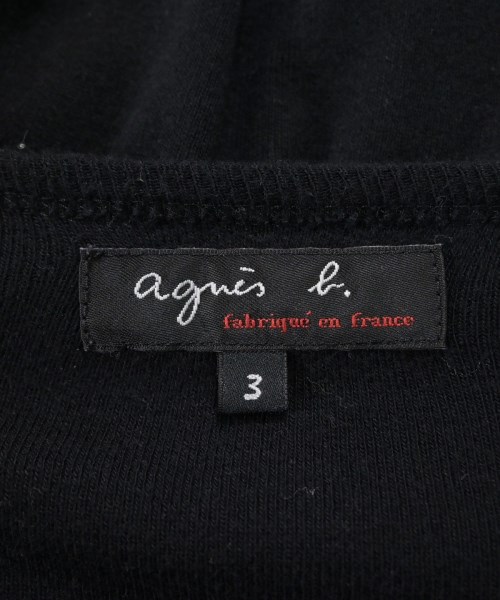 agnès b.
fabriqué en france
3